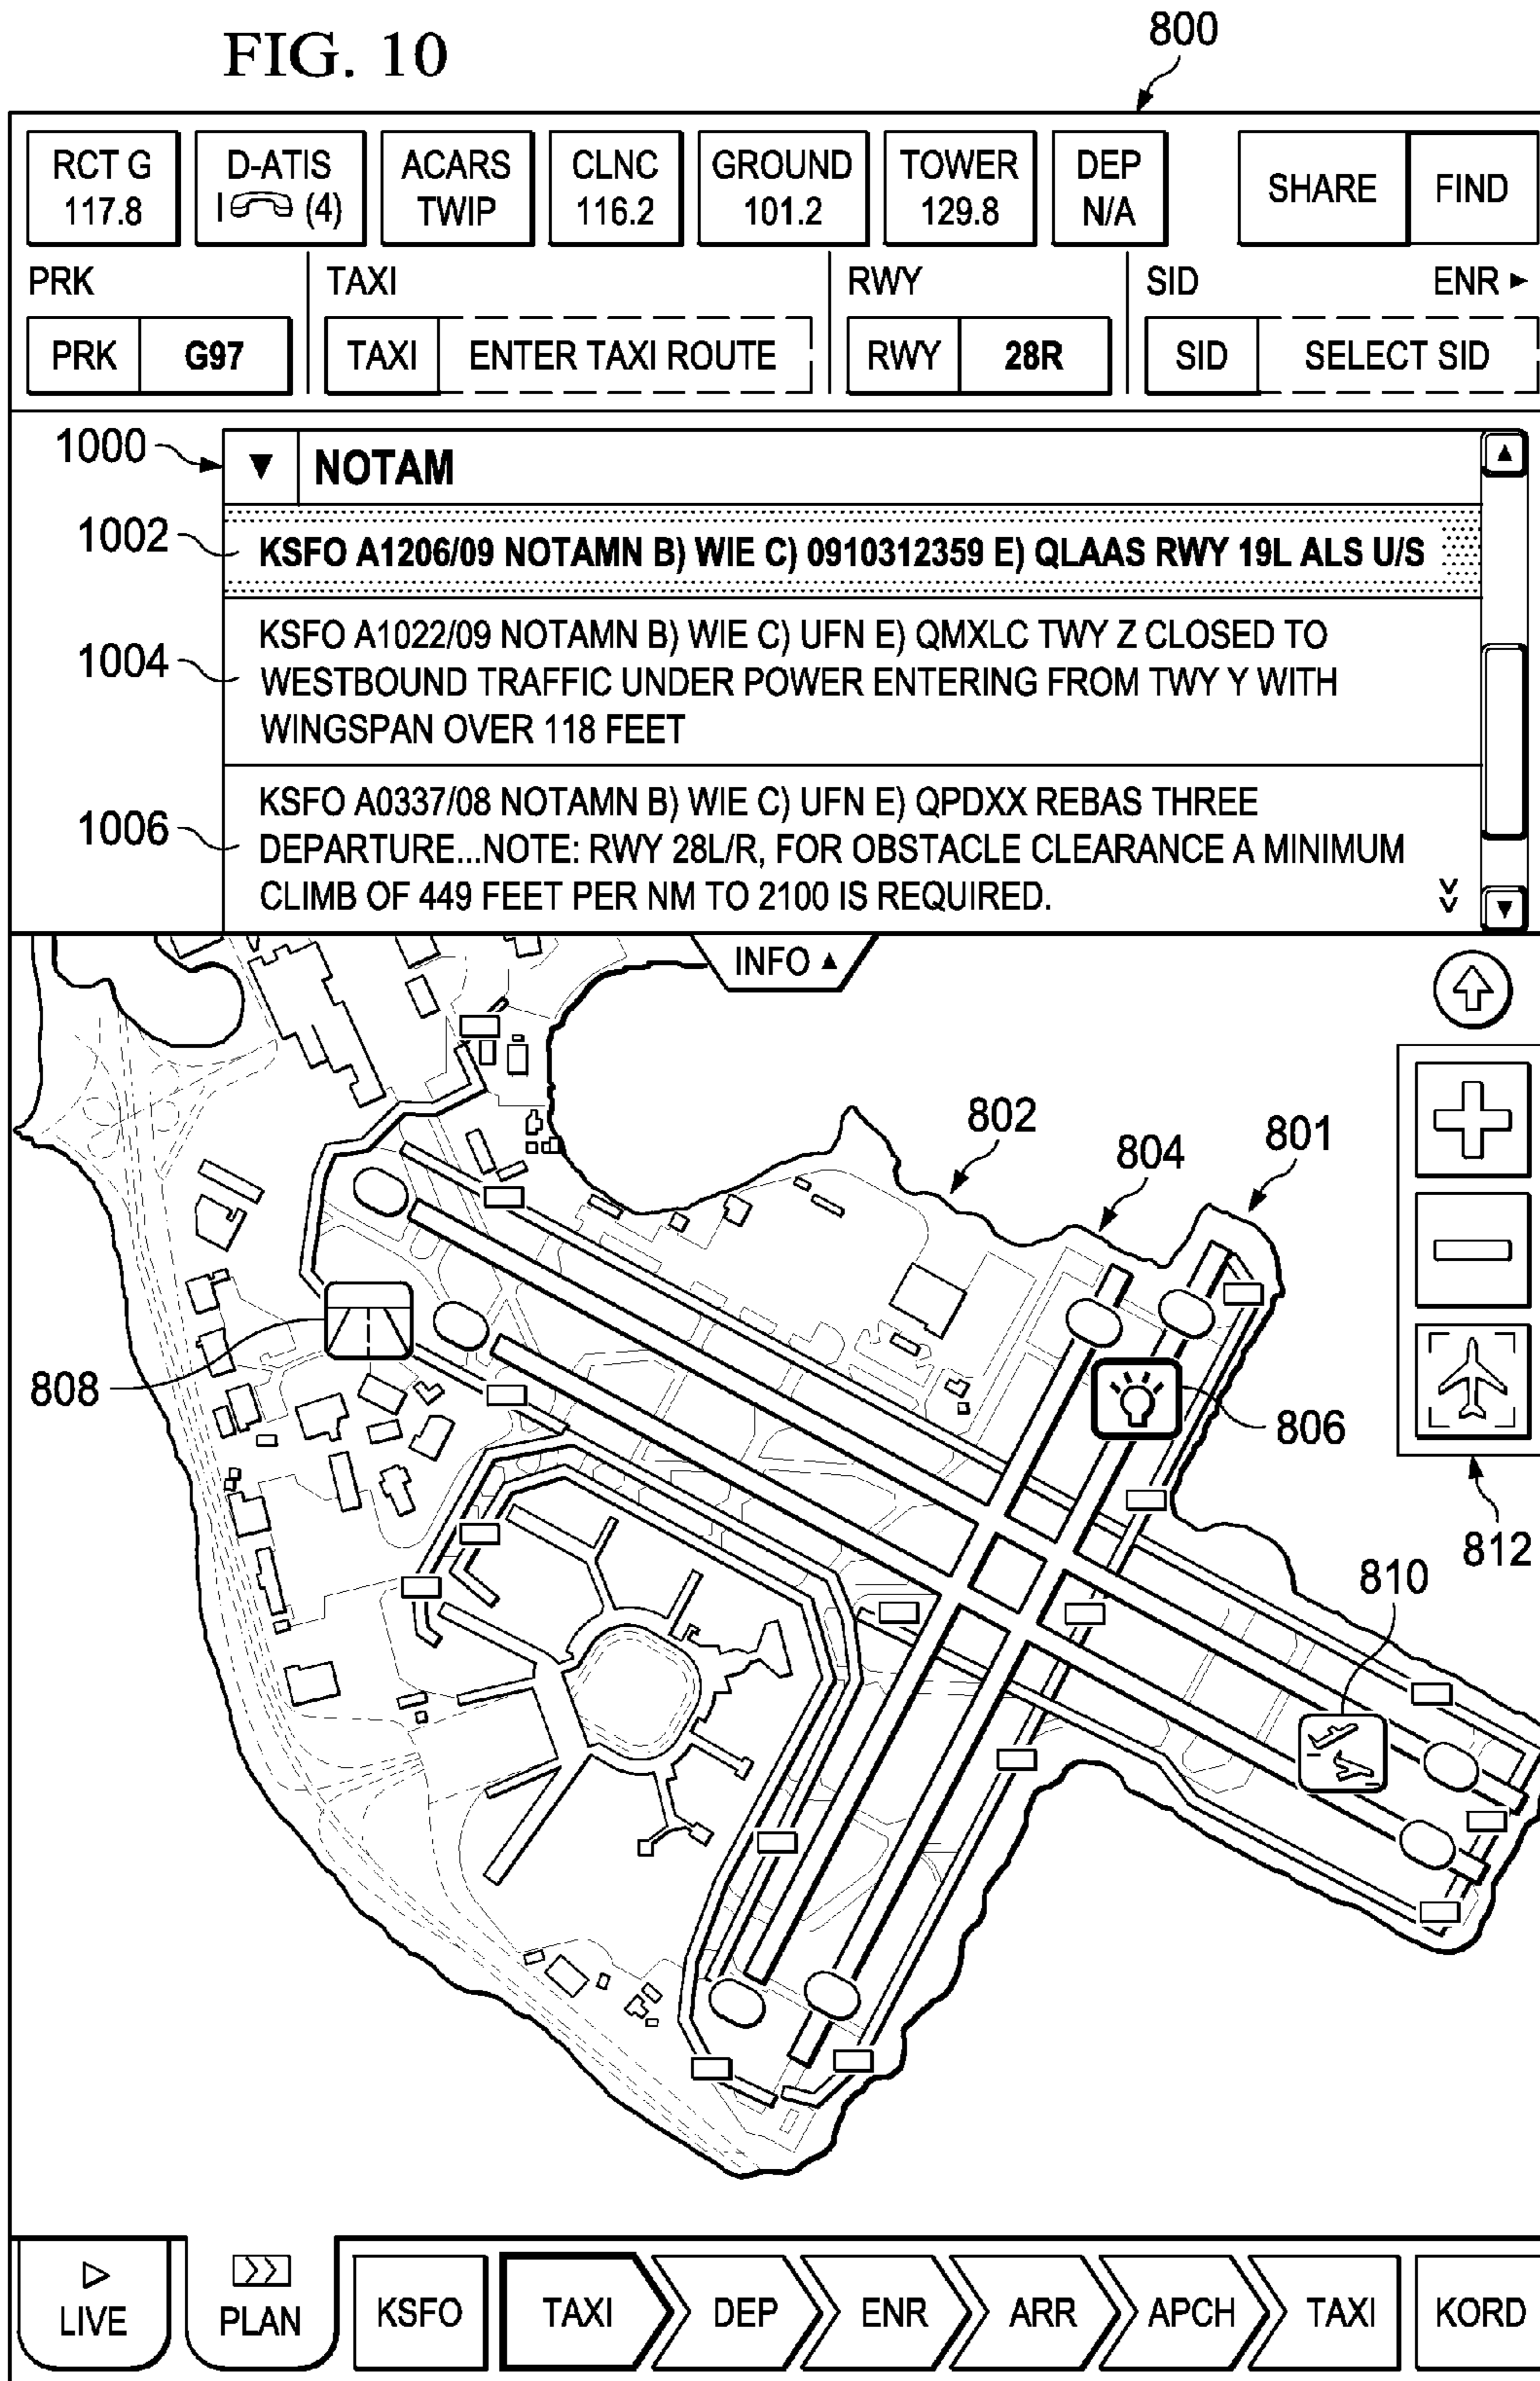 FIG. 10
800
RCT G
117.8
D-ATIS
I (4)
ACARS
TWIP
CLNC
116.2
GROUND
101.2
TOWER
129.8
DEP
N/A
SHARE
FIND
PRK
TAXI
RWY
SID
ENR ►
PRK G97
TAXI ENTER TAXI ROUTE
RWY 28R
SID SELECT SID
1000
▼ NOTAM
1002
KSFO A1206/09 NOTAMN B) WIE C) 0910312359 E) QLAAS RWY 19L ALS U/S
1004
KSFO A1022/09 NOTAMN B) WIE C) UFN E) QMXLC TWY Z CLOSED TO
WESTBOUND TRAFFIC UNDER POWER ENTERING FROM TWY Y WITH
WINGSPAN OVER 118 FEET
1006
KSFO A0337/08 NOTAMN B) WIE C) UFN E) QPDXX REBAS THREE
DEPARTURE...NOTE: RWY 28L/R, FOR OBSTACLE CLEARANCE A MINIMUM
CLIMB OF 449 FEET PER NM TO 2100 IS REQUIRED.
INFO ▲
802
804
801
808
806
812
810
LIVE
PLAN
KSFO
TAXI
DEP
ENR
ARR
APCH
TAXI
KORD